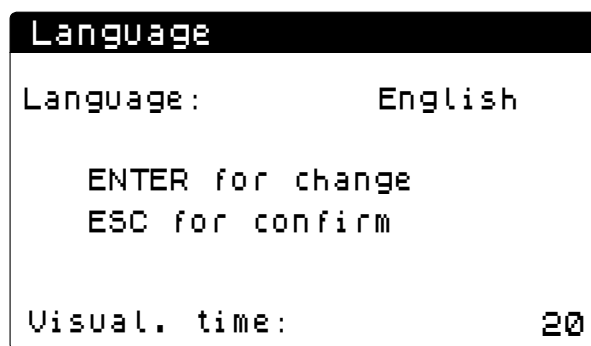 Language
Language: English
ENTER for change
ESC for confirm
Visual. time: 20